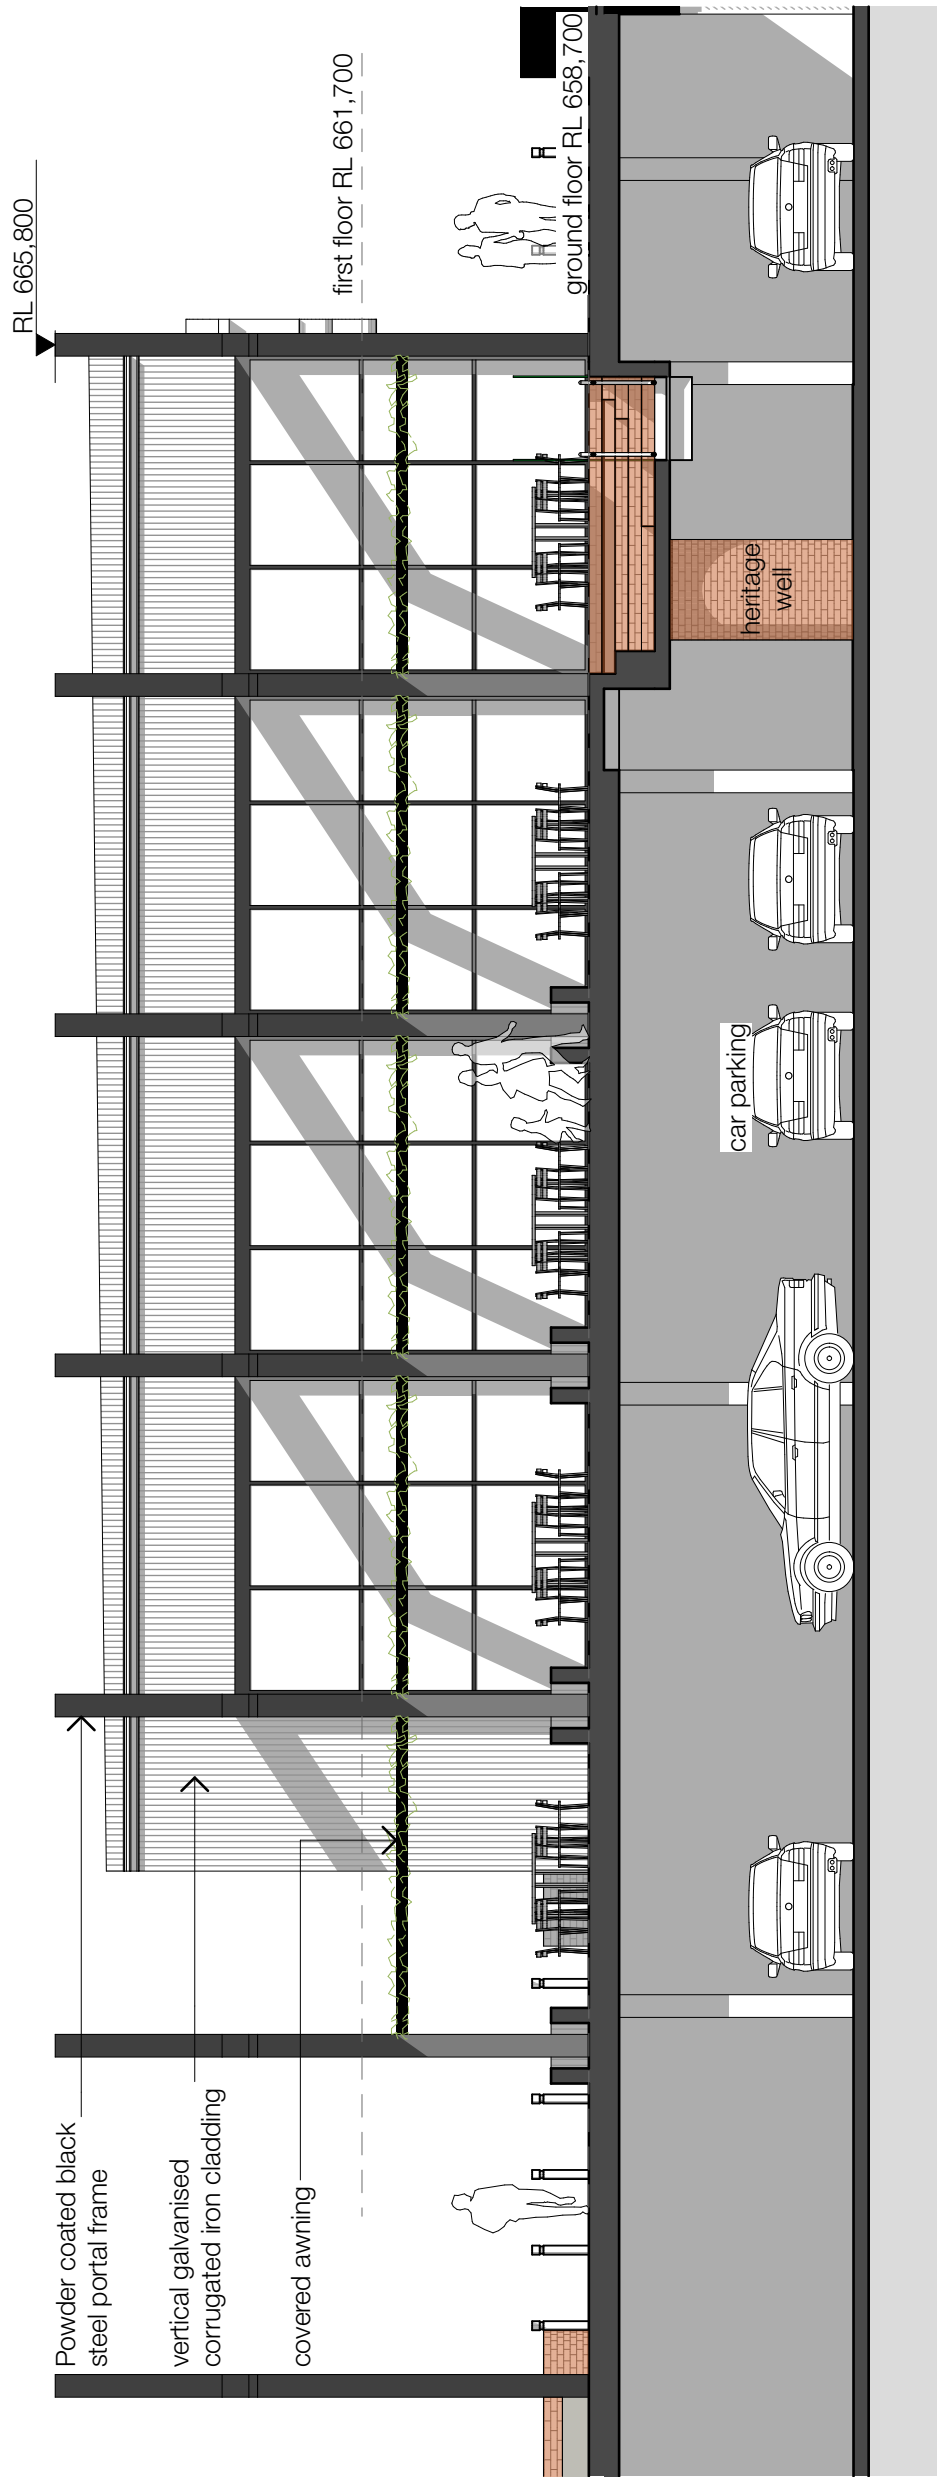 Powder coated black
steel portal frame
vertical galvanised
corrugated iron cladding
covered awning
RL 665,800
first floor RL 661,700
ground floor RL 658,700
car parking
heritage
well